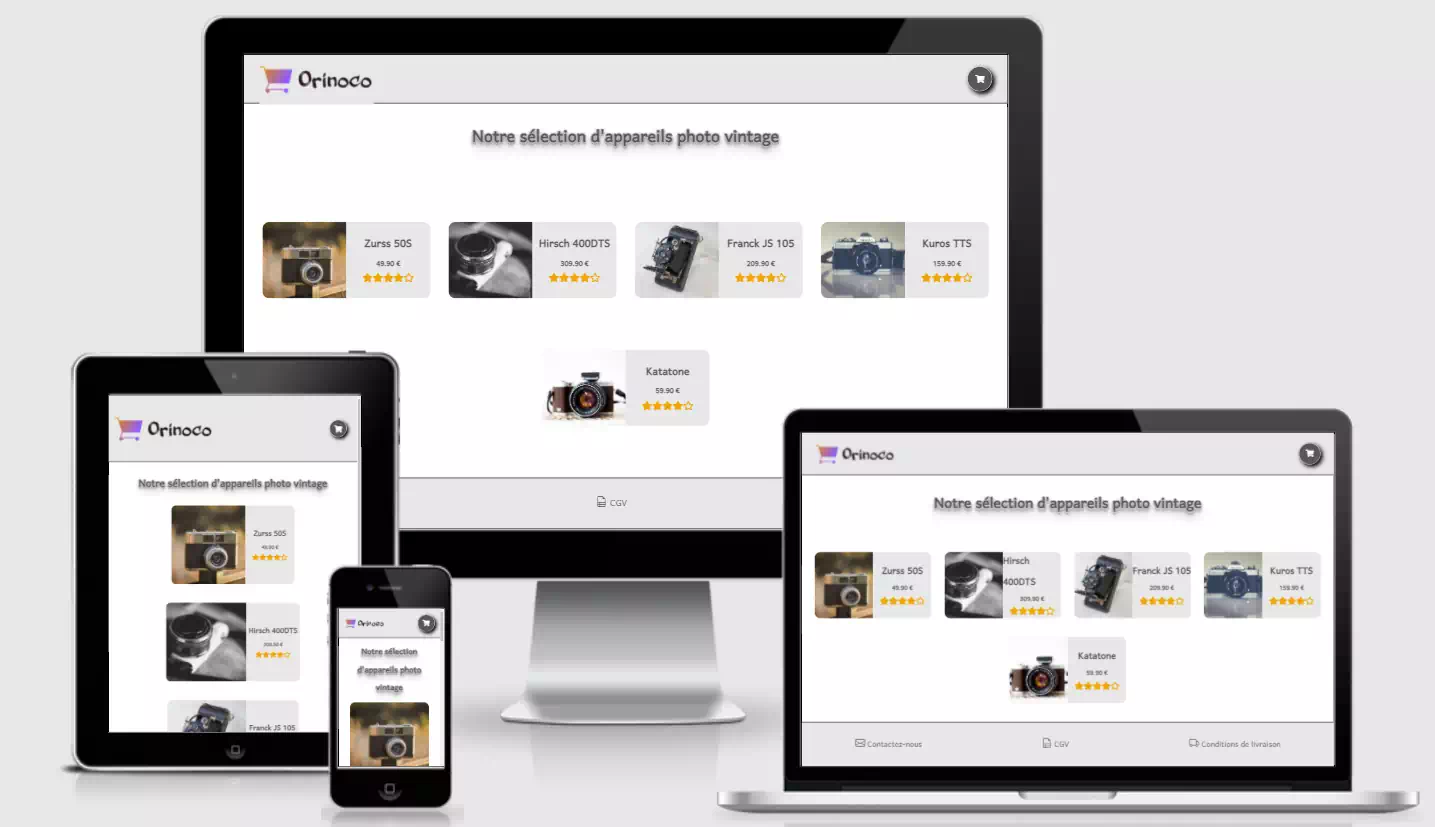 Orinoco
Notre sélection d'appareils photo vintage
Zurss 50S
49.90 €
Hirsch 400DTS
309.90 €
Franck JS 105
209.90 €
Kuros TTS
159.90 €
Katatone
59.90 €
CGV
Orinoco
Notre sélection d'appareils photo vintage
Zurss 50S
49.90 €
Hirsch 400DTS
309.90 €
Franck JS 105
Orinoco
Notre sélection
d'appareils photo
vintage
Orinoco
Notre sélection d'appareils photo vintage
Zurss 50S
49.90 €
Hirsch
400DTS
309.90 €
Franck JS 105
209.90 €
Kuros TTS
159.90 €
Katatone
59.90 €
Contactez-nous
CGV
Conditions de livraison